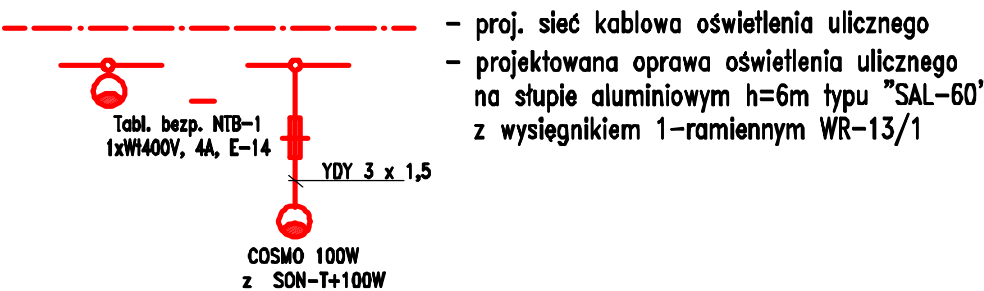 - proj. sieć kablowa oświetlenia ulicznego
- projektowana oprawa oświetlenia ulicznego
na słupie aluminiowym h=6m typu "SAL-60'
z wysięgnikiem 1-ramiennym WR-13/1
Tabl. bezp. NTB-1
1xWt400V, 4A, E-14
YDY 3 x 1,5
COSMO 100W
z SON-T+100W